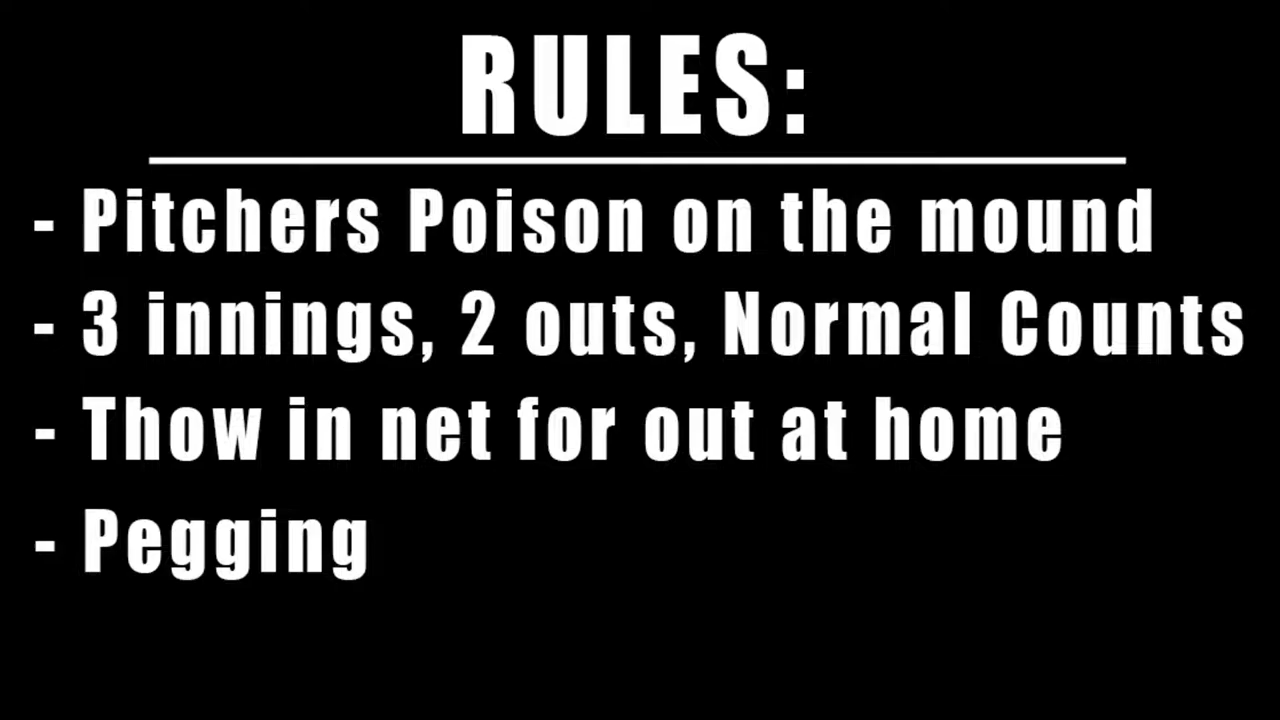 RULES:
- Pitchers Poison on the mound
- 3 innings, 2 outs, Normal Counts
- Thow in net for out at home
- Pegging